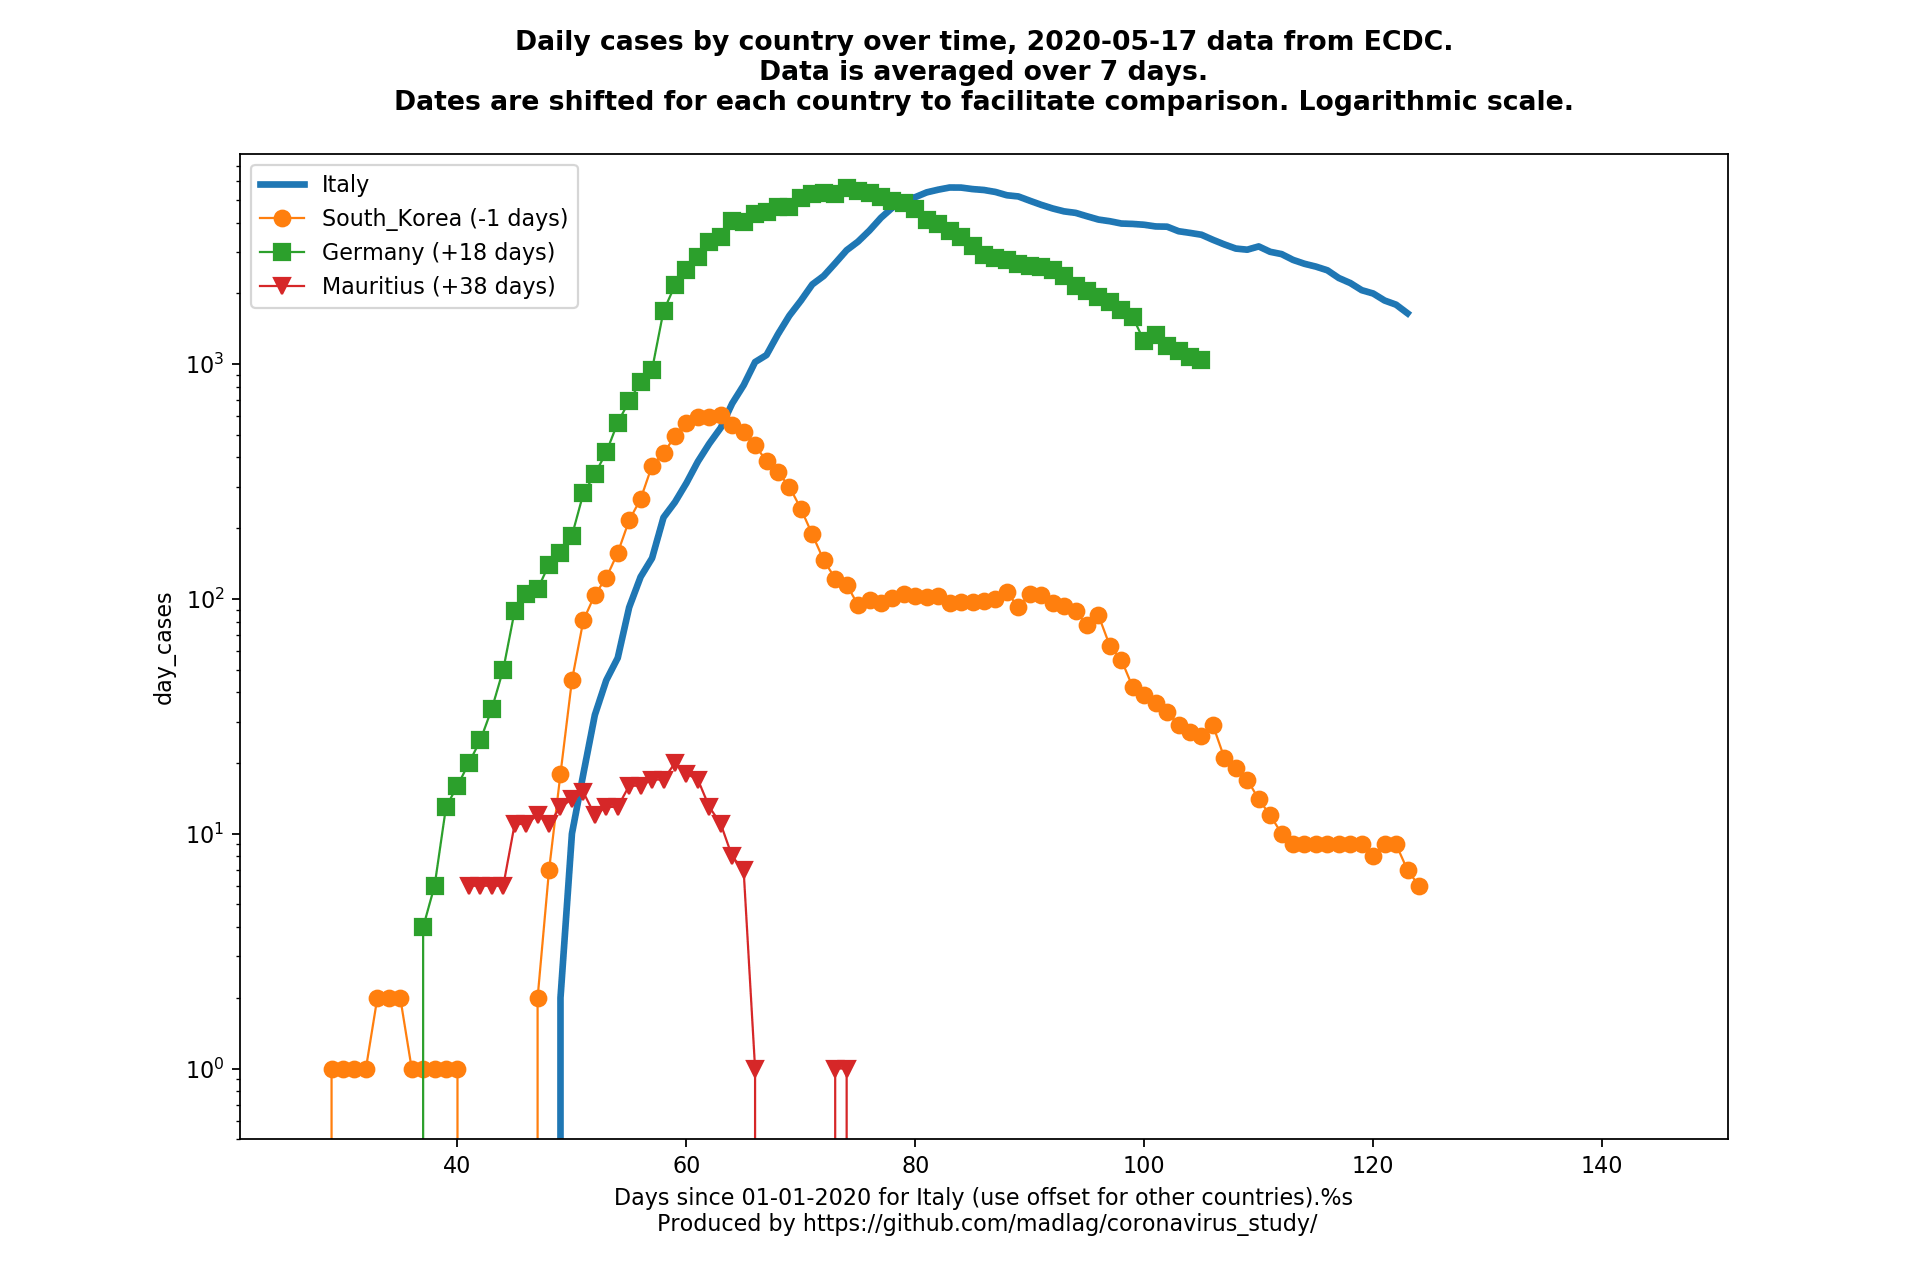 Daily cases by country over time, 2020-05-17 data from ECDC.
Data is averaged over 7 days.
Dates are shifted for each country to facilitate comparison. Logarithmic scale.
Italy
South_Korea (-1 days)
Germany (+18 days)
Mauritius (+38 days)
day_cases
10³
10²
10¹
10⁰
40 60 80 100 120 140
Days since 01-01-2020 for Italy (use offset for other countries).%s
Produced by https://github.com/madlag/coronavirus_study/